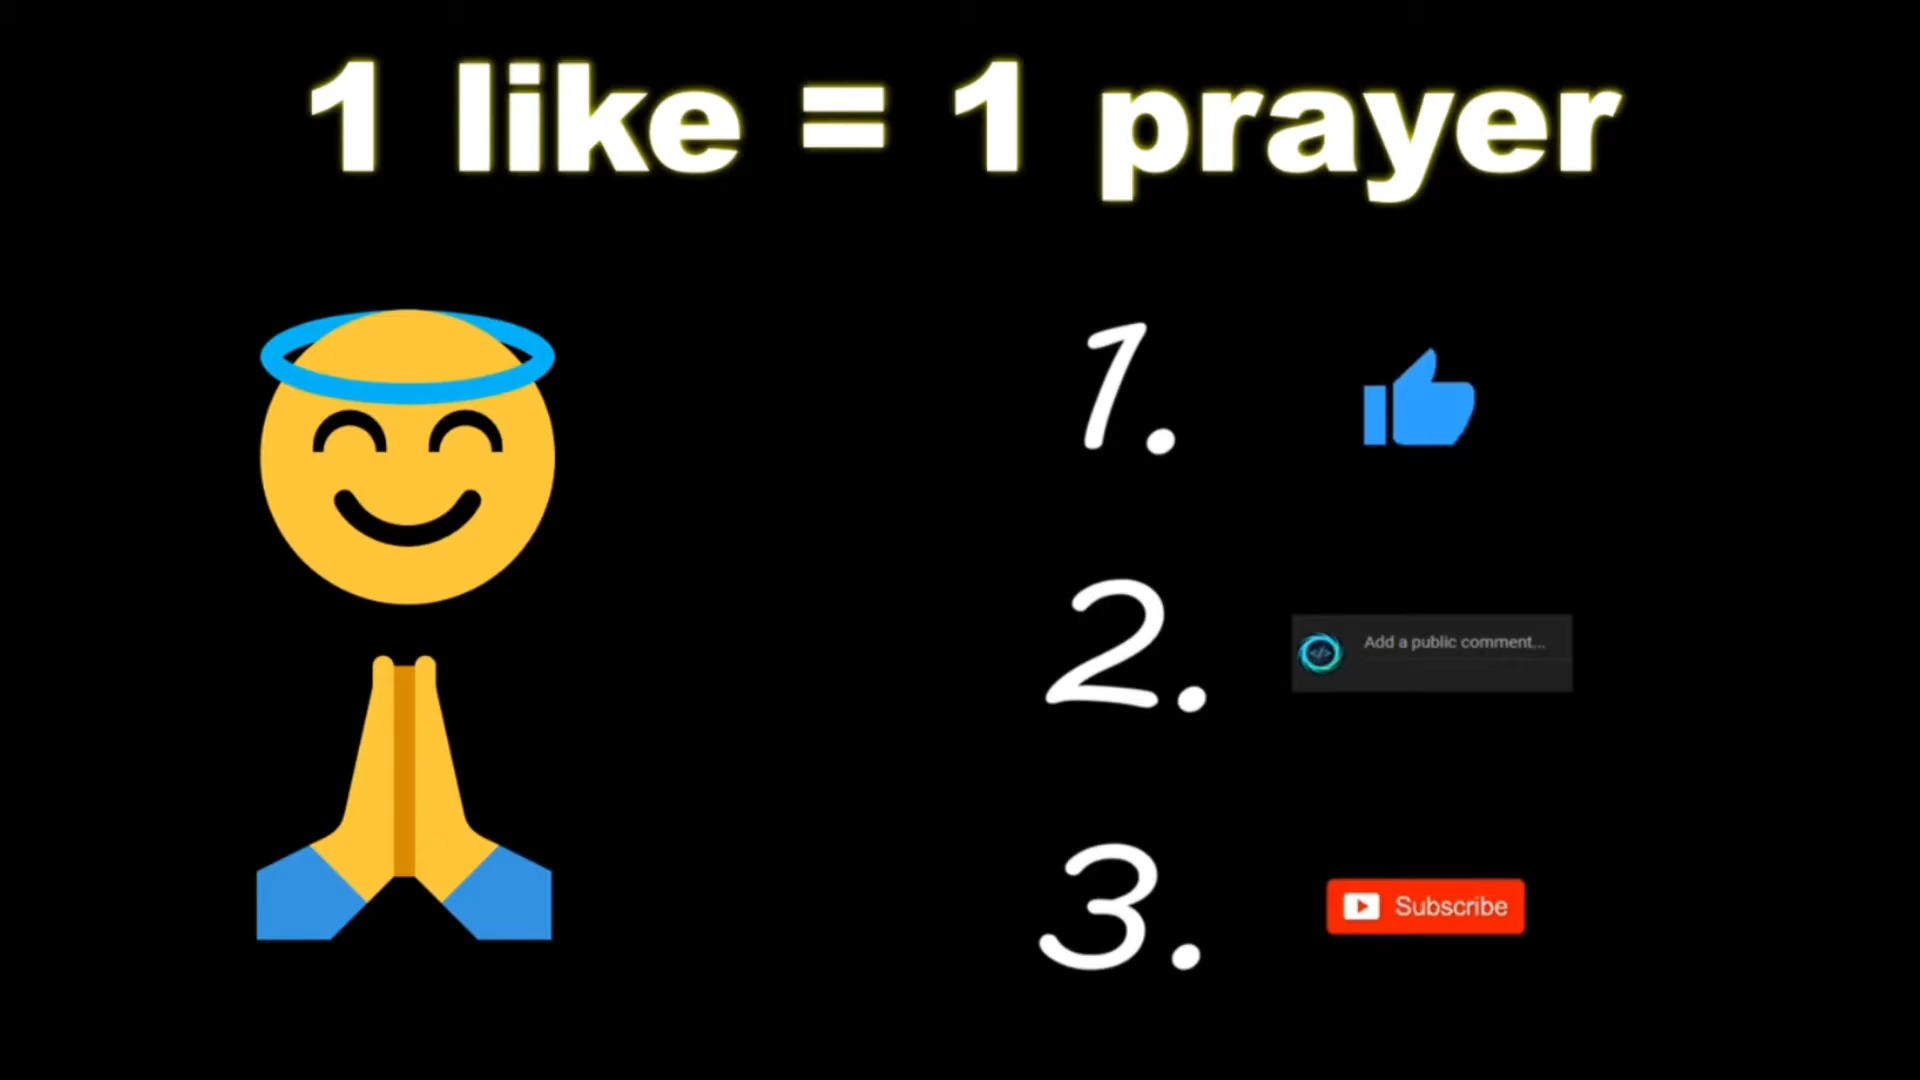 1 like = 1 prayer
1.
2. Add a public comment...
3. Subscribe